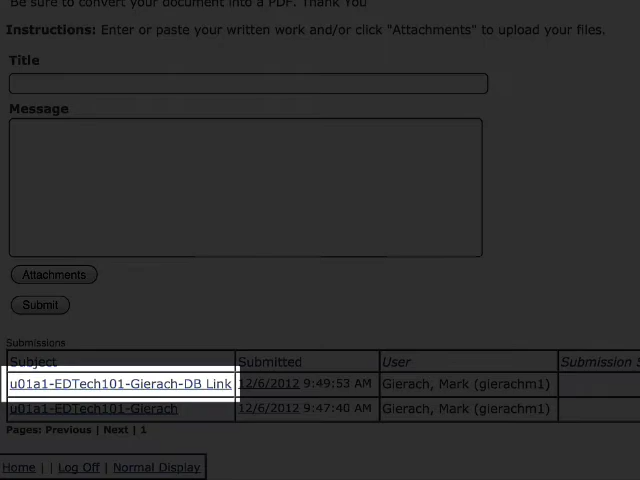 Be sure to convert your document into a PDF. Thank You
Instructions: Enter or paste your written work and/or click "Attachments" to upload your files.
Title
Message
Attachments
Submit
Submissions
Subject Submitted User Submission S
u01a1-EDTech101-Gierach-DB Link 12/6/2012 9:49:53 AM Gierach, Mark (gierachm1)
u01a1-EDTech101-Gierach 12/6/2012 9:47:40 AM Gierach, Mark (gierachm1)
Pages: Previous | Next | 1
Home | | Log Off | Normal Display